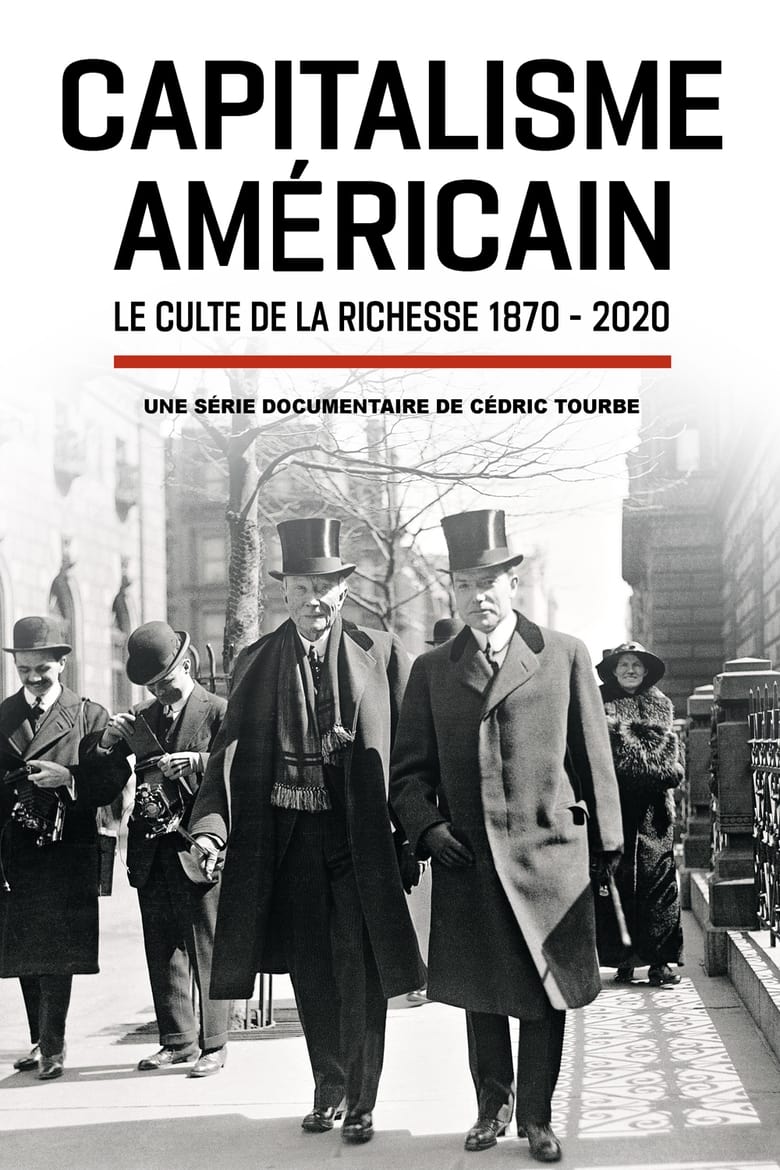 CAPITALISME
AMÉRICAIN
LE CULTE DE LA RICHESSE 1870 - 2020
UNE SÉRIE DOCUMENTAIRE DE CÉDRIC TOURBE